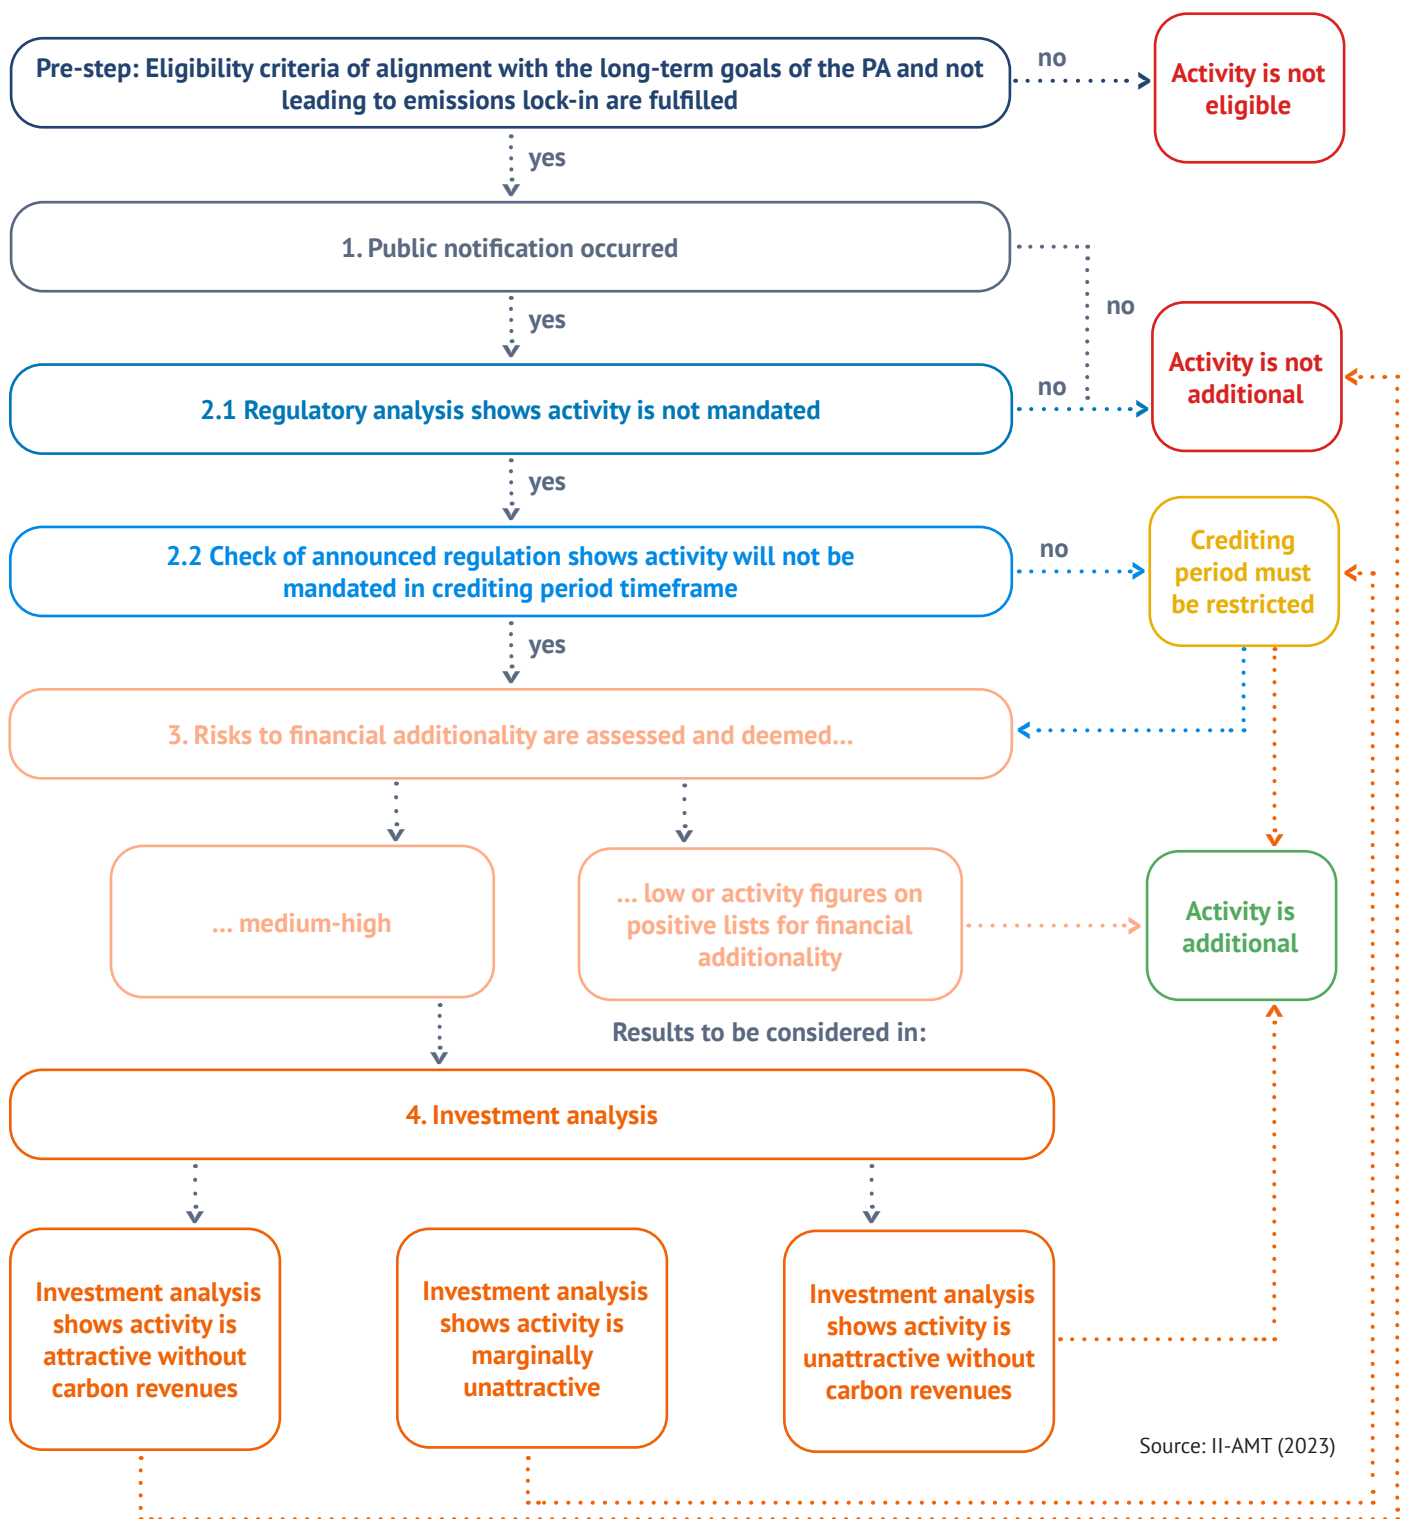 Pre-step: Eligibility criteria of alignment with the long-term goals of the PA and not
leading to emissions lock-in are fulfilled
no
Activity is not
eligible
yes
1. Public notification occurred
no
yes
2.1 Regulatory analysis shows activity is not mandated
no
Activity is not
additional
yes
2.2 Check of announced regulation shows activity will not be
mandated in crediting period timeframe
no
Crediting
period must
be restricted
yes
3. Risks to financial additionality are assessed and deemed...
... medium-high
... low or activity figures on
positive lists for financial
additionality
Activity is
additional
Results to be considered in:
4. Investment analysis
Investment analysis
shows activity is
attractive without
carbon revenues
Investment analysis
shows activity is
marginally
unattractive
Investment analysis
shows activity is
unattractive without
carbon revenues
Source: II-AMT (2023)